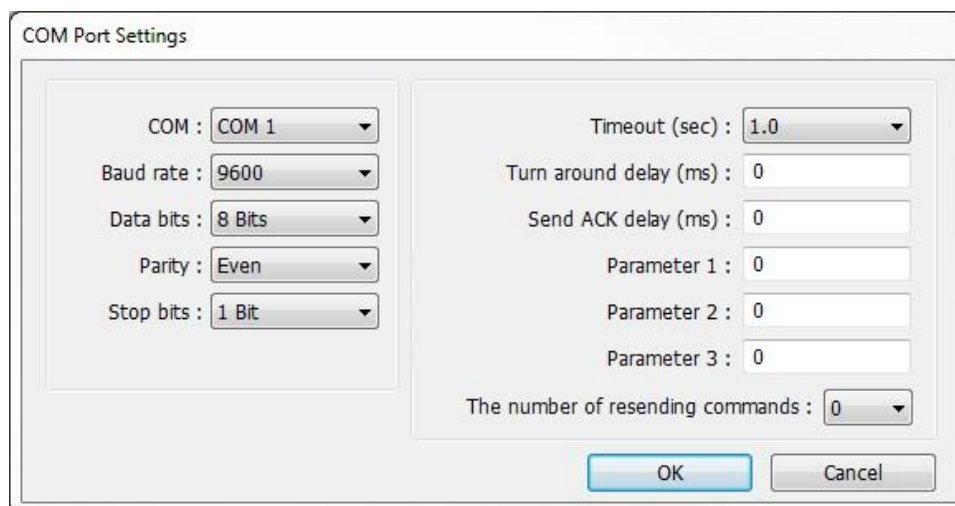 COM Port Settings
COM : COM 1
Baud rate : 9600
Data bits : 8 Bits
Parity : Even
Stop bits : 1 Bit
Timeout (sec) : 1.0
Turn around delay (ms) : 0
Send ACK delay (ms) : 0
Parameter 1 : 0
Parameter 2 : 0
Parameter 3 : 0
The number of resending commands : 0
OK
Cancel